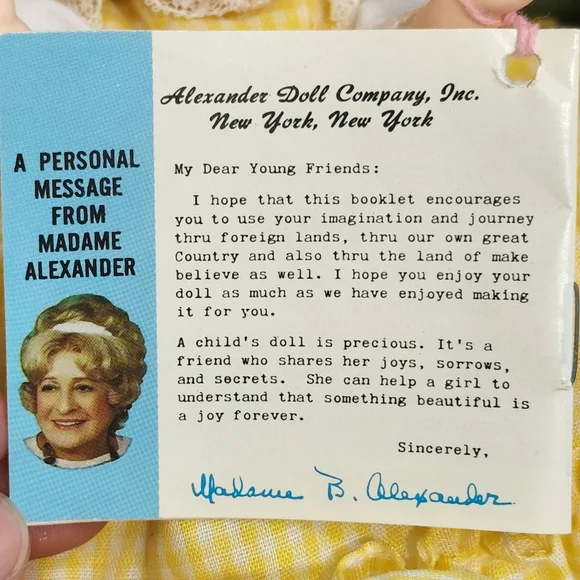 A PERSONAL
MESSAGE
FROM
MADAME
ALEXANDER
Alexander Doll Company, Inc.
New York, New York
My Dear Young Friends:
I hope that this booklet encourages
you to use your imagination and journey
thru foreign lands, thru our own great
Country and also thru the land of make
believe as well. I hope you enjoy your
doll as much as we have enjoyed making
it for you.
A child's doll is precious. It's a
friend who shares her joys, sorrows,
and secrets. She can help a girl to
understand that something beautiful is
a joy forever.
Sincerely,
Madame B. Alexander